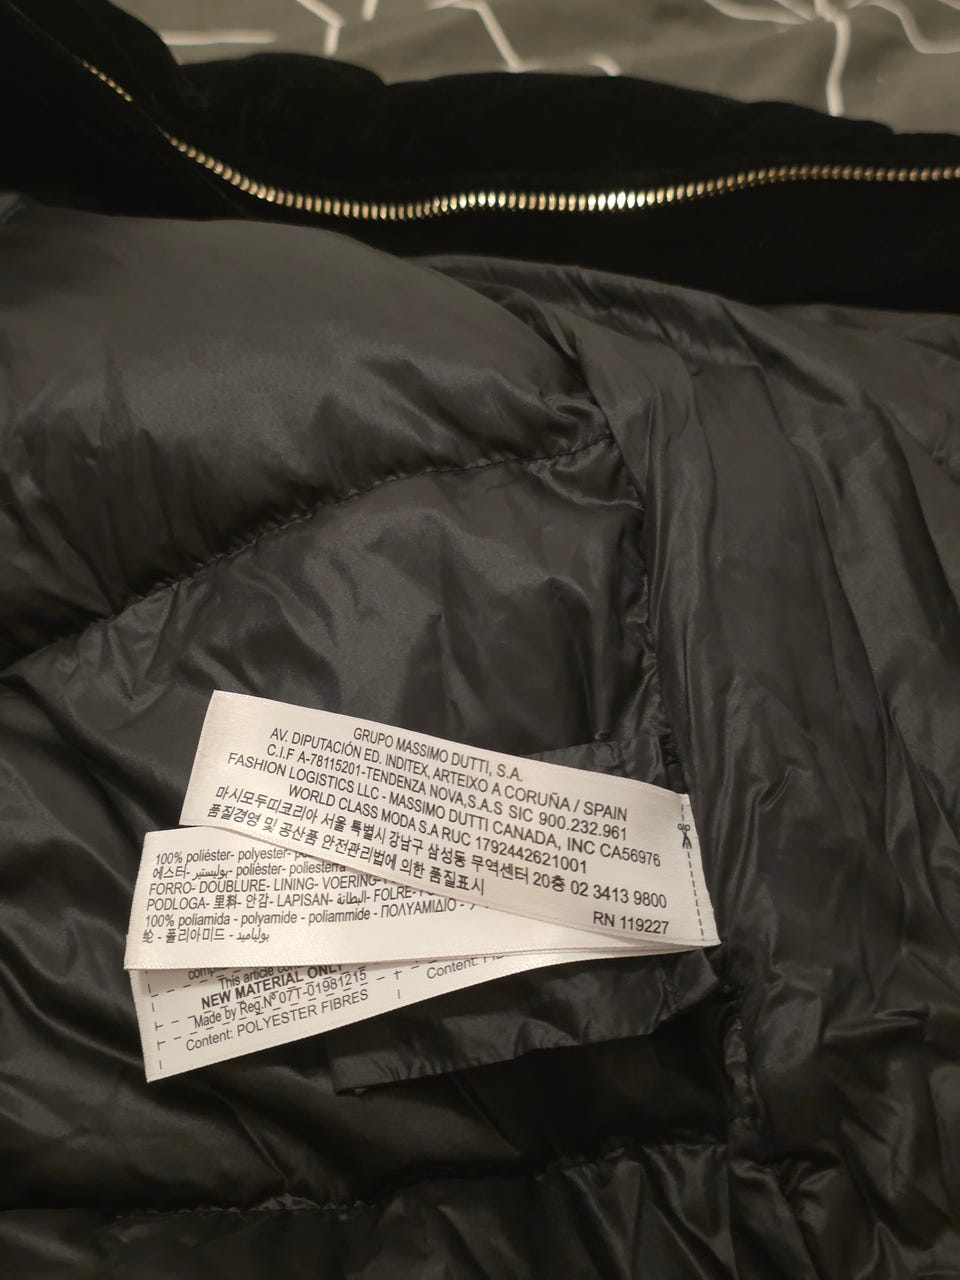 GRUPO MASSIMO DUTTI, S.A.
AV. DIPUTACIÓN ED. INDITEX, ARTEIXO A CORUÑA / SPAIN
C.I.F A-78115201-TENDENZA NOVA,S.A.S SIC 900.232.961
FASHION LOGISTICS LLC - MASSIMO DUTTI CANADA, INC CA56976
WORLD CLASS MODA S.A RUC 1792442621001
마시모두띠코리아 서울 특별시 강남구 삼성동 무역센터 20층 02 3413 9800
품질경영 및 공산품 안전관리법에 의한 품질표시
RN 119227
100% poliéster- polyester-
에스터- بوليستير- poliesteris
FORRO- DOUBLURE- LINING- VOERING-
PODLOGA- 里料- 안감- LAPISAN- البطانة- FOLRE-
100% poliamida - polyamide - poliammide - ΠΟΛΥΑΜΙΔΙΟ -
纶 - 폴리아미드 - بولياميد
This article
NEW MATERIAL ONLY
Made by Reg.Nº 07T-01981215
Content: POLYESTER FIBRES
Content: